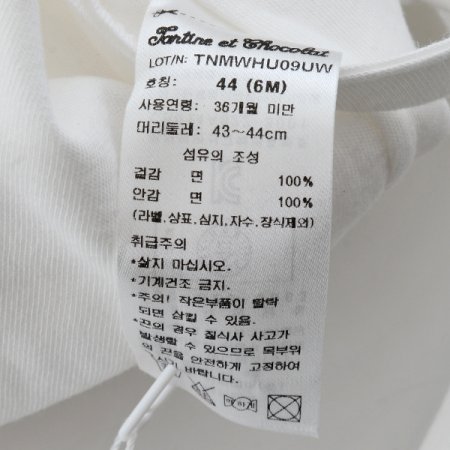 Tartine et Chocolat
LOT/N: TNMWHU09UW
호칭: 44 (6M)
사용연령: 36개월 미만
머리둘레: 43~44cm
섬유의 조성
겉감 면 100%
안감 면 100%
(라벨,상표,심지,자수,장식제외)
취급주의
*삶지 마십시오.
*기계건조 금지.
*주의! 작은부품이 탈락
되면 삼킬 수 있음.
*끈의 경우 질식사 사고가
발생할 수 있으므로 목부위
의 끈을 안전하게 고정하여
바랍니다.